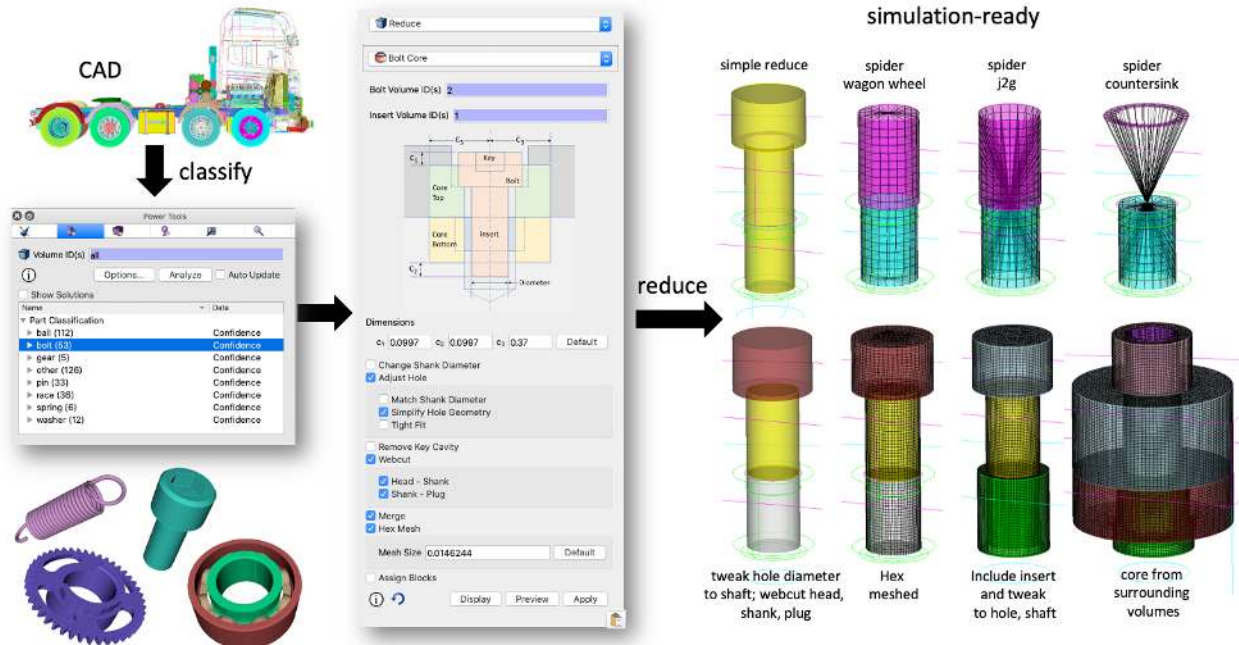 CAD
classify
Power Tools
Volume ID(s) all
Options... Analyze Auto Update
Show Solutions
Name Data
Part Classification
ball (112) Confidence
bolt (53) Confidence
gear (5) Confidence
other (126) Confidence
pin (33) Confidence
race (36) Confidence
spring (6) Confidence
washer (12) Confidence
Reduce
Bolt Core
Bolt Volume ID(s) 2
Insert Volume ID(s) 1
C₃ C₃
C₁
Key
Bolt
Core
Top
Insert
Core
Bottom
C₂
Diameter
Dimensions
c₁ 0.0997 c₂ 0.0997 c₃ 0.37 Default
Change Shank Diameter
Adjust Hole
Match Shank Diameter
Simplify Hole Geometry
Tight Fit
Remove Key Cavity
Webcut
Head - Shank
Shank - Plug
Merge
Hex Mesh
Mesh Size 0.0146244 Default
Assign Blocks
Display Preview Apply
reduce
simulation-ready
simple reduce
spider
wagon wheel
spider
j2g
spider
countersink
tweak hole diameter
to shaft; webcut head,
shank, plug
Hex
meshed
Include insert
and tweak
to hole, shaft
core from
surrounding
volumes